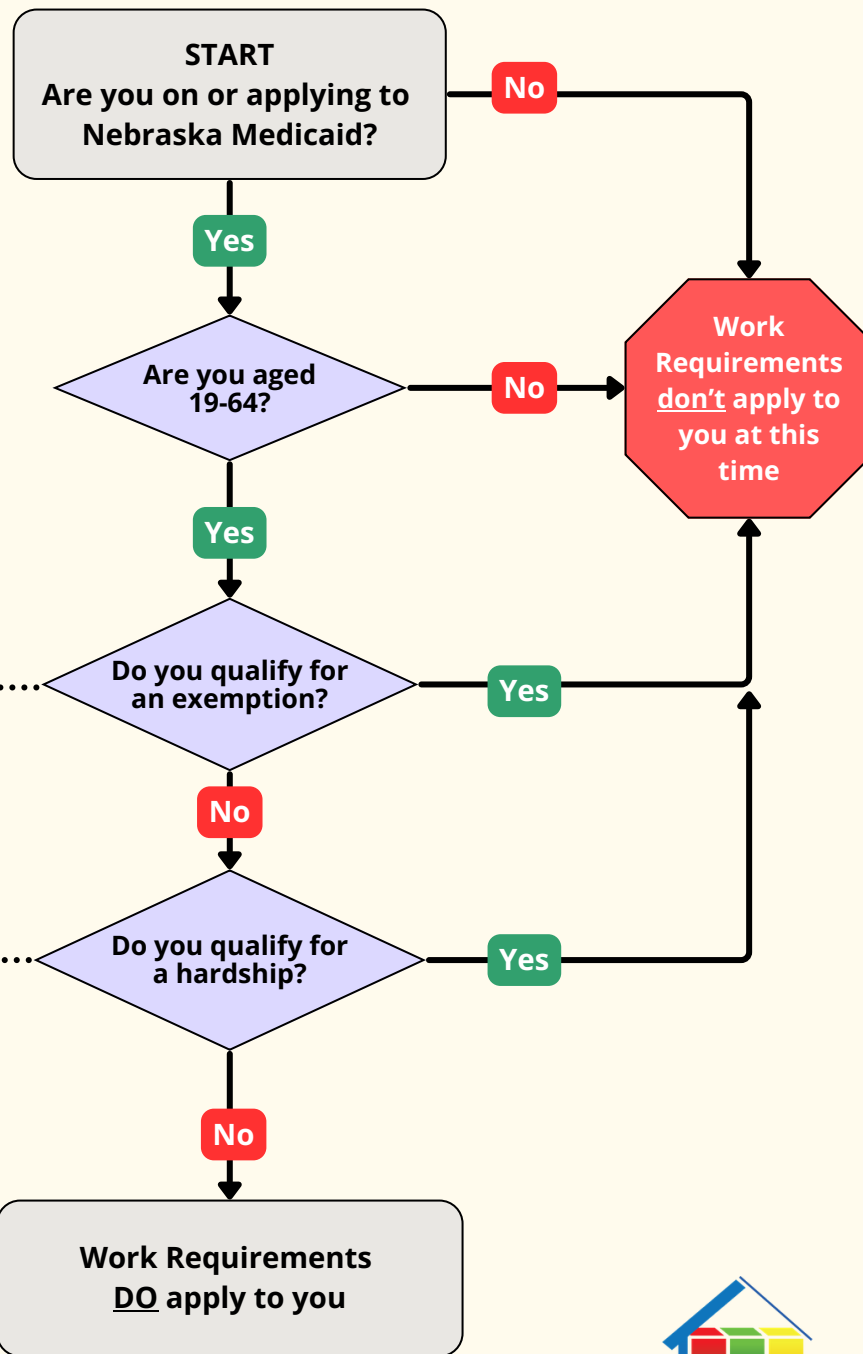 START
Are you on or applying to
Nebraska Medicaid?
No
Yes
Work
Requirements
don’t apply to
you at this
time
Are you aged
19-64?
No
Yes
Do you qualify for
an exemption?
Yes
No
Do you qualify for
a hardship?
Yes
No
Work Requirements
DO apply to you